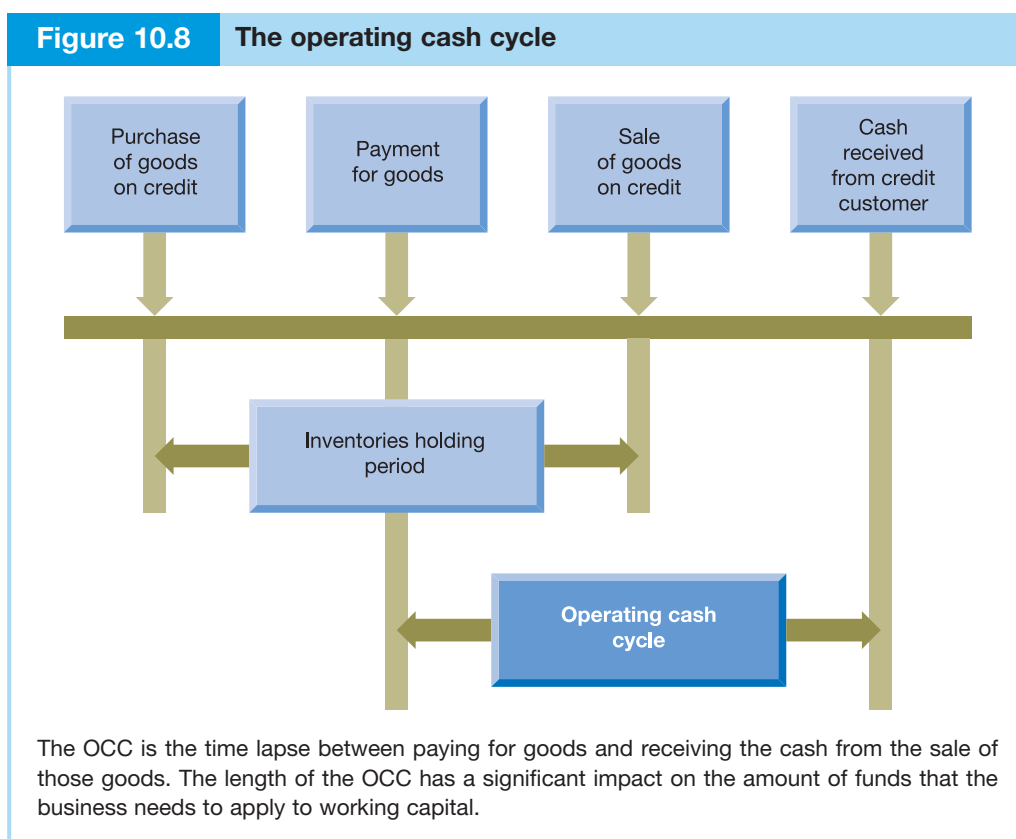 Figure 10.8
The operating cash cycle
Purchase
of goods
on credit
Payment
for goods
Sale
of goods
on credit
Cash
received
from credit
customer
Inventories holding
period
Operating cash
cycle
The OCC is the time lapse between paying for goods and receiving the cash from the sale of
those goods. The length of the OCC has a significant impact on the amount of funds that the
business needs to apply to working capital.